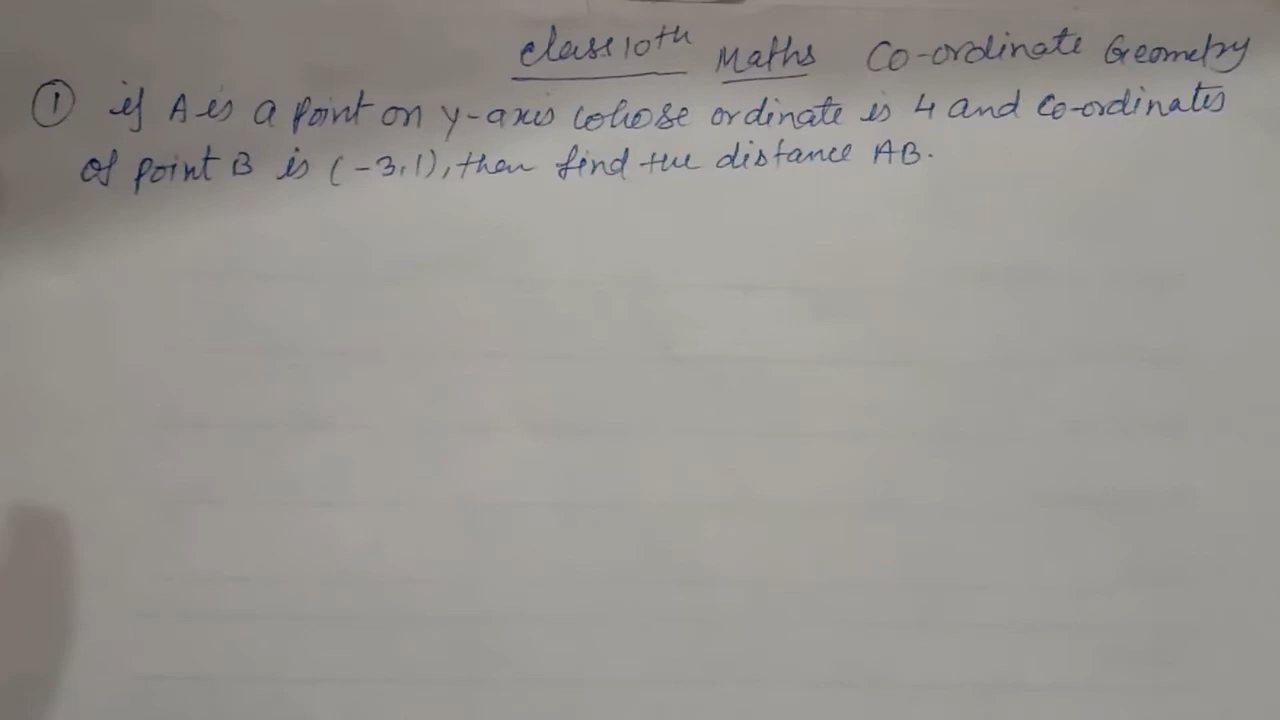 Class 10th Maths Co-ordinate Geometry
① if A is a point on y-axis whose ordinate is 4 and co-ordinates
of point B is (-3,1), then find the distance AB.